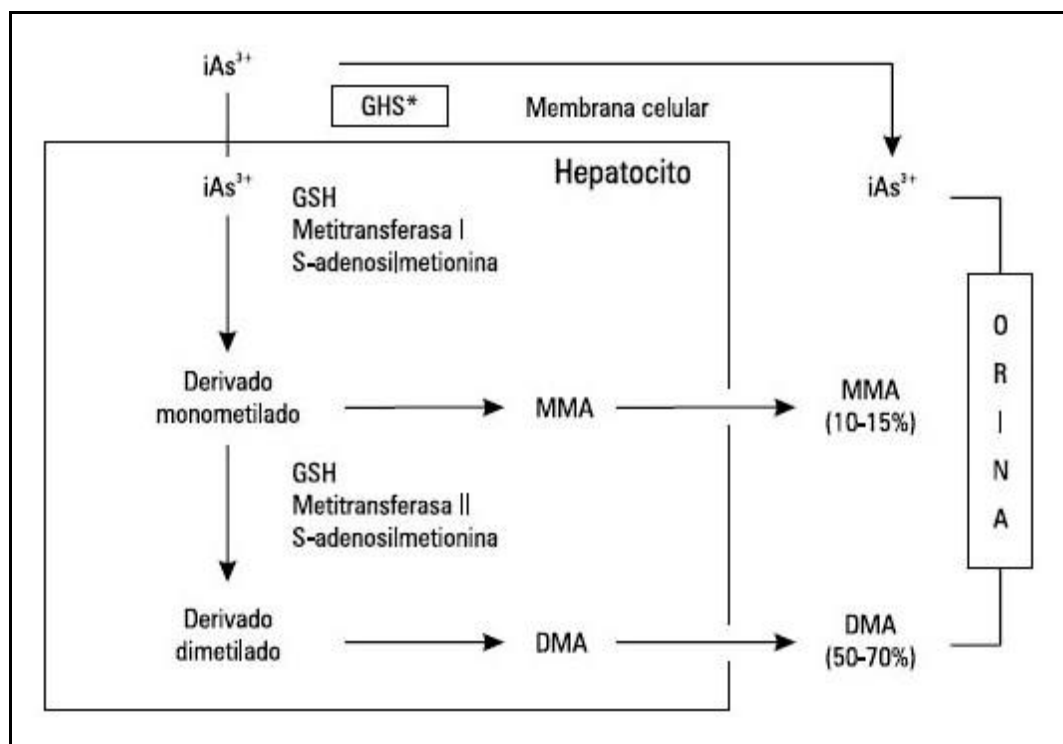 iAs³⁺
GHS*
Membrana celular
iAs³⁺
Hepatocito
iAs³⁺
GSH
Metitransferasa I
S-adenosilmetionina
Derivado
monometilado
MMA
MMA
(10-15%)
GSH
Metitransferasa II
S-adenosilmetionina
Derivado
dimetilado
DMA
DMA
(50-70%)
O
R
I
N
A